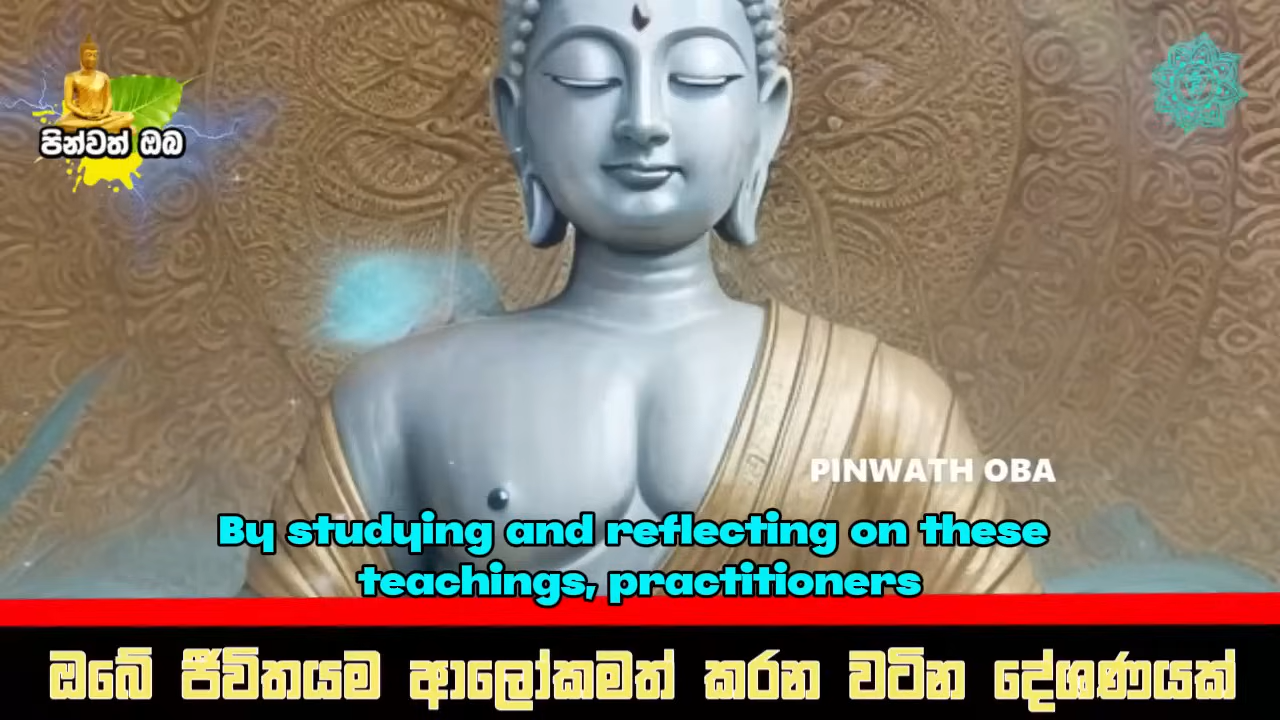 පින්වත් ඔබ
PINWATH OBA
By studying and reflecting on these
teachings, practitioners
ඔබේ ජීවිතයම ආලෝකමත් කරන වටින දේශණයක්